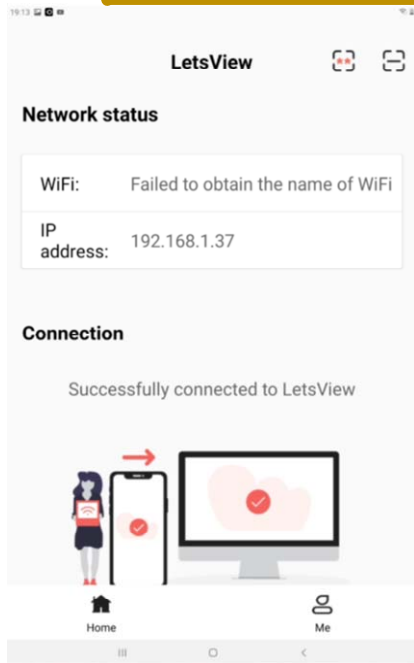 19:13
LetsView
Network status
WiFi: Failed to obtain the name of WiFi
IP address: 192.168.1.37
Connection
Successfully connected to LetsView
Home
Me